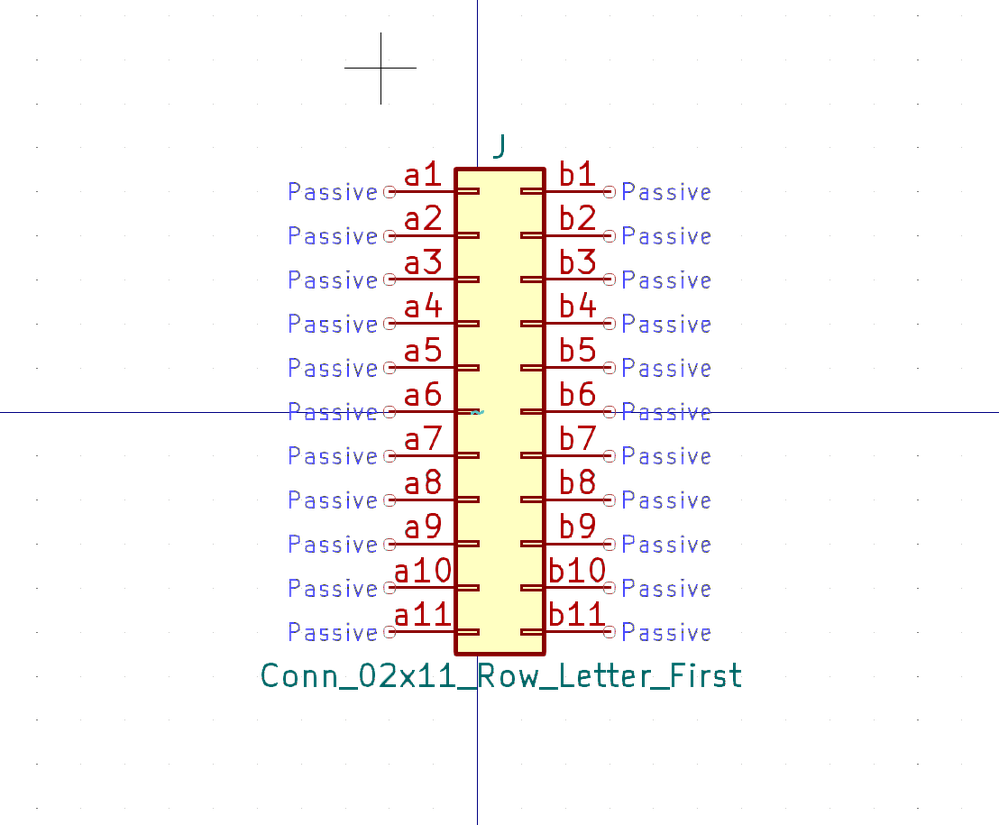 J
Passive a1 b1 Passive
Passive a2 b2 Passive
Passive a3 b3 Passive
Passive a4 b4 Passive
Passive a5 b5 Passive
Passive a6 b6 Passive
Passive a7 b7 Passive
Passive a8 b8 Passive
Passive a9 b9 Passive
Passive a10 b10 Passive
Passive a11 b11 Passive
Conn_02x11_Row_Letter_First